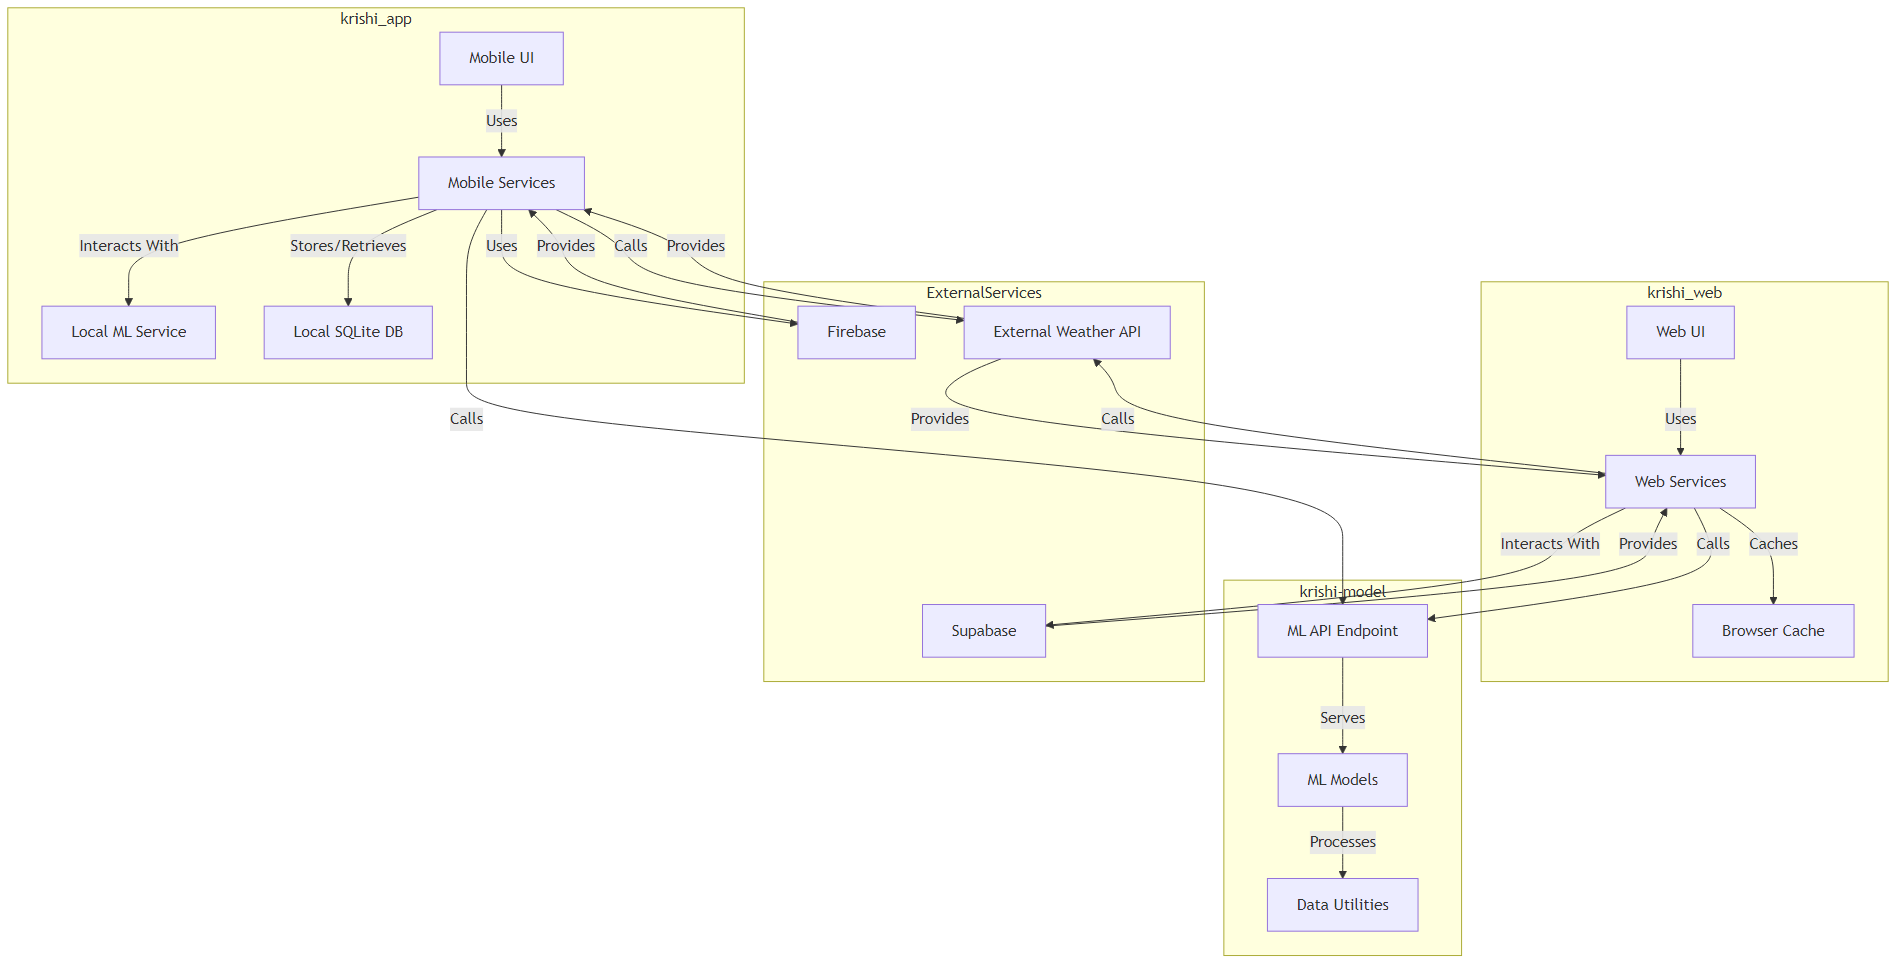 krishi_app
Mobile UI
Uses
Mobile Services
Interacts With
Stores/Retrieves
Uses
Provides
Calls
Provides
Local ML Service
Local SQLite DB
ExternalServices
Firebase
External Weather API
krishi_web
Web UI
Calls
Provides
Calls
Uses
Web Services
Interacts With
Provides
Calls
Caches
krishi-model
Supabase
ML API Endpoint
Browser Cache
Serves
ML Models
Processes
Data Utilities